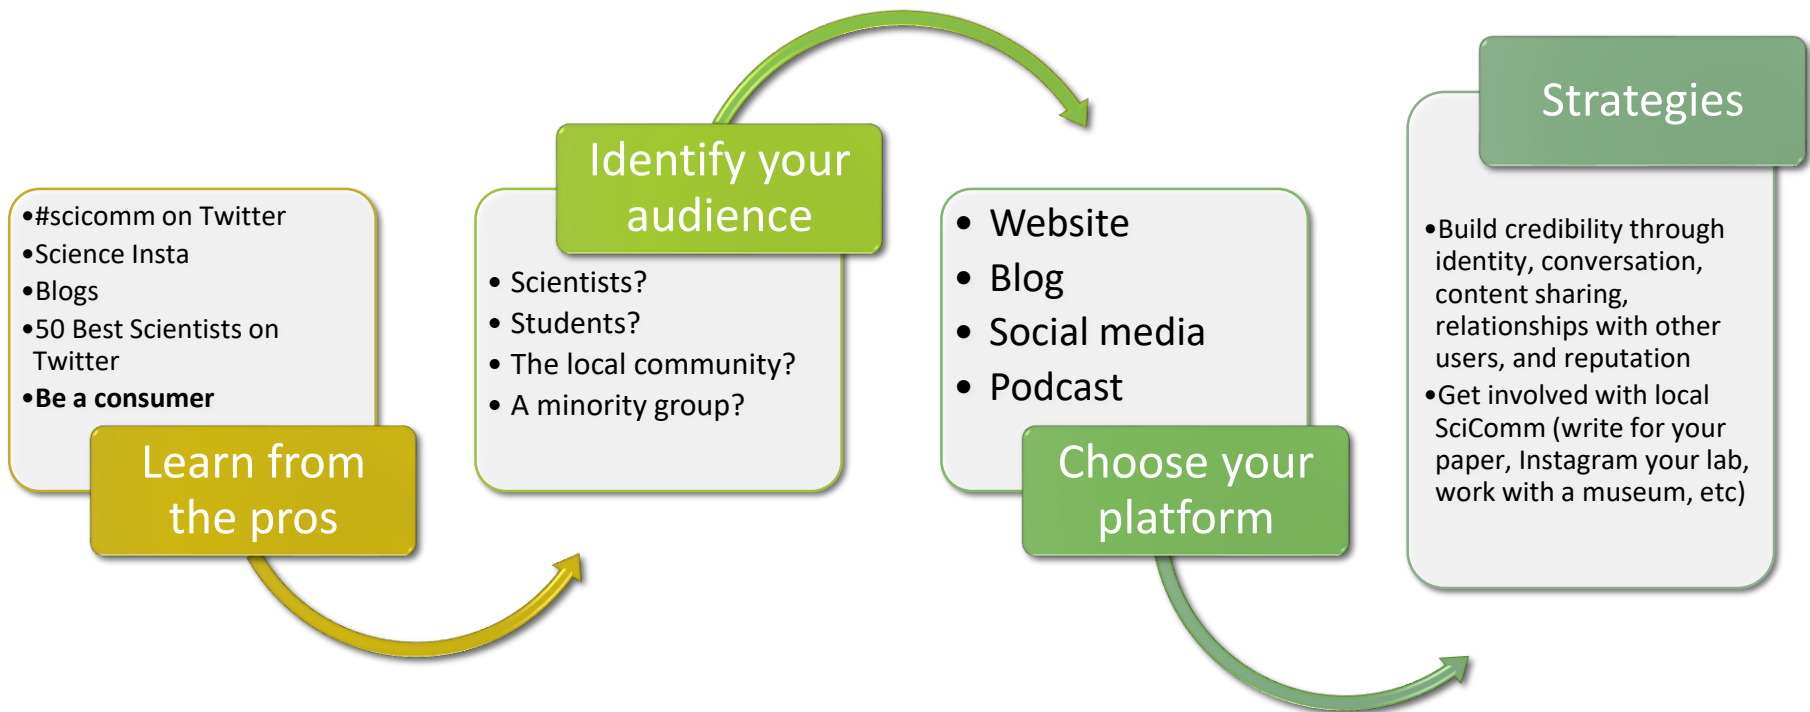 •#scicomm on Twitter
•Science Insta
•Blogs
•50 Best Scientists on
Twitter
•Be a consumer
Learn from
the pros
Identify your
audience
• Scientists?
• Students?
• The local community?
• A minority group?
• Website
• Blog
• Social media
• Podcast
Choose your
platform
Strategies
•Build credibility through
identity, conversation,
content sharing,
relationships with other
users, and reputation
•Get involved with local
SciComm (write for your
paper, Instagram your lab,
work with a museum, etc)